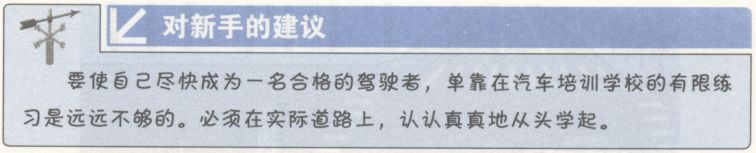 对新手的建议
要使自己尽快成为一名合格的驾驶者，单靠在汽车培训学校的有限练
习是远远不够的。必须在实际道路上，认认真真地从头学起。